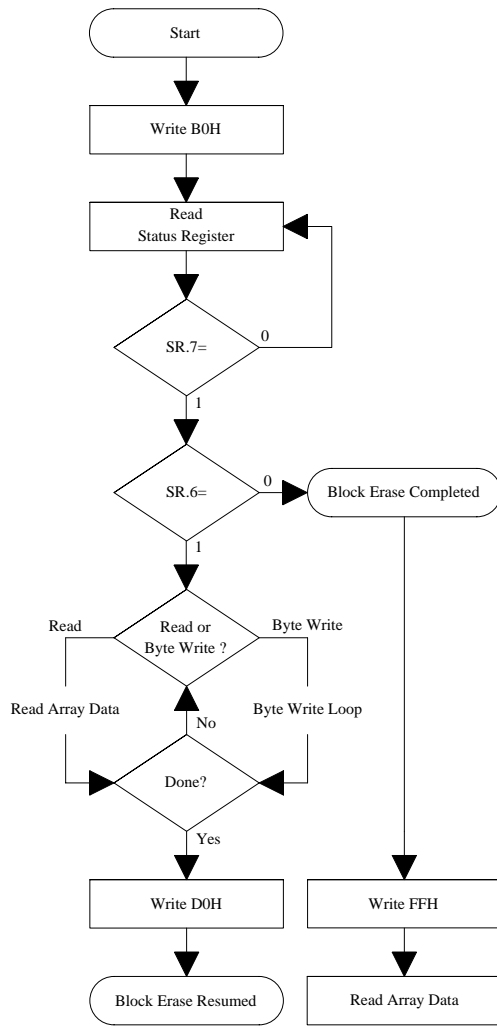 Start
Write B0H
Read
Status Register
SR.7=
0
1
SR.6=
0
Block Erase Completed
1
Read
Read or
Byte Write ?
Byte Write
Read Array Data
No
Byte Write Loop
Done?
Yes
Write D0H
Write FFH
Block Erase Resumed
Read Array Data